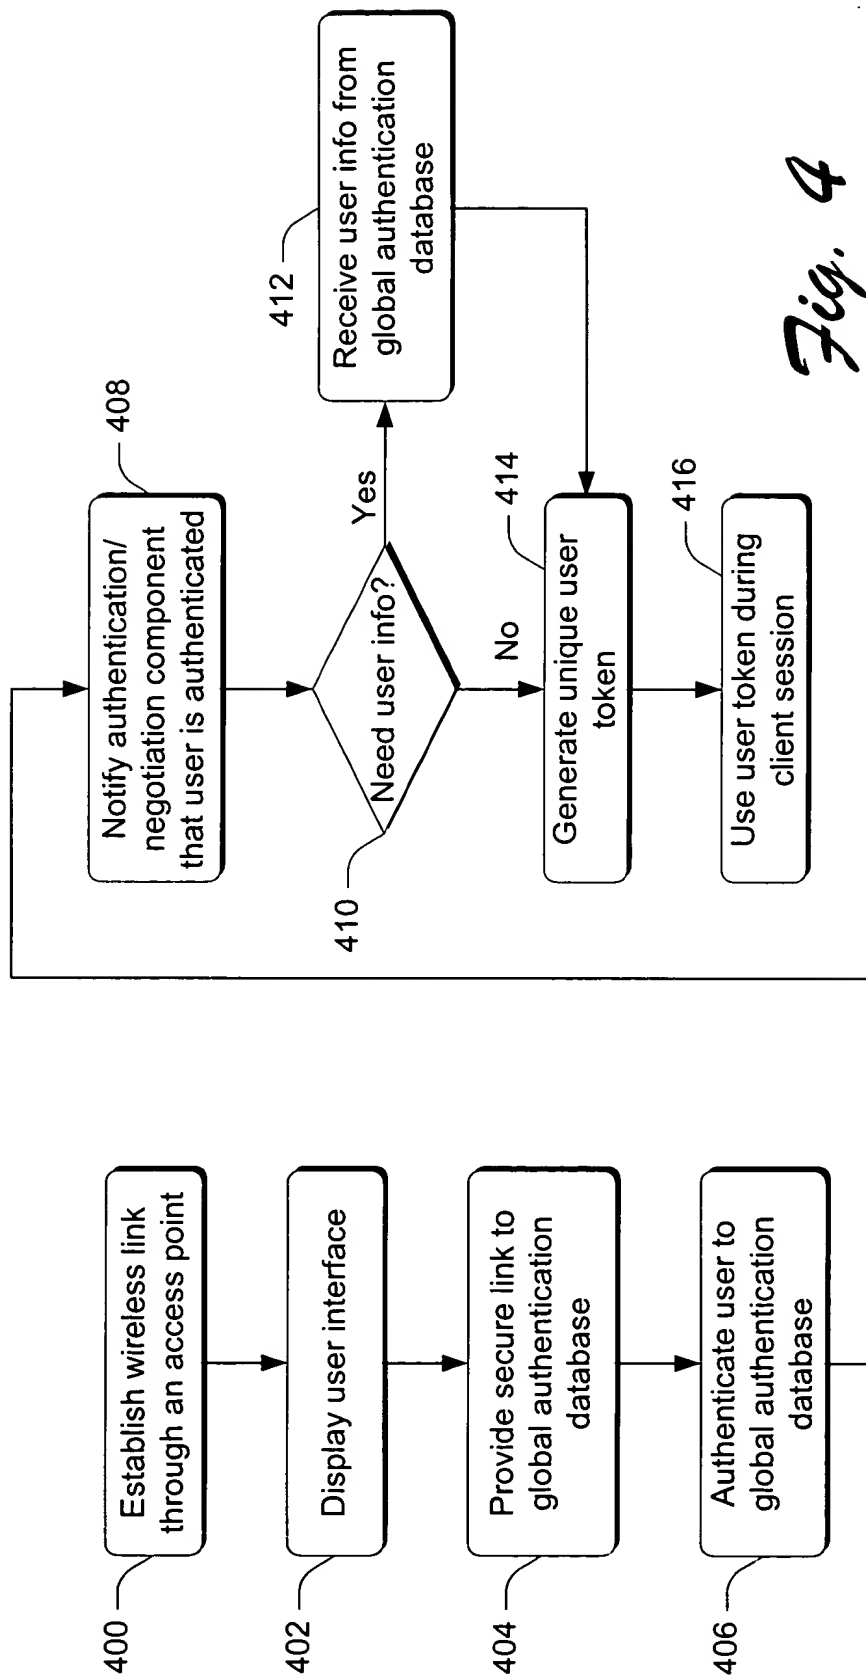 400
Establish wireless link
through an access point
402
Display user interface
404
Provide secure link to
global authentication
database
406
Authenticate user to
global authentication
database
408
Notify authentication/
negotiation component
that user is authenticated
410
Need user info?
Yes
No
412
Receive user info from
global authentication
database
414
Generate unique user
token
416
Use user token during
client session
Fig. 4